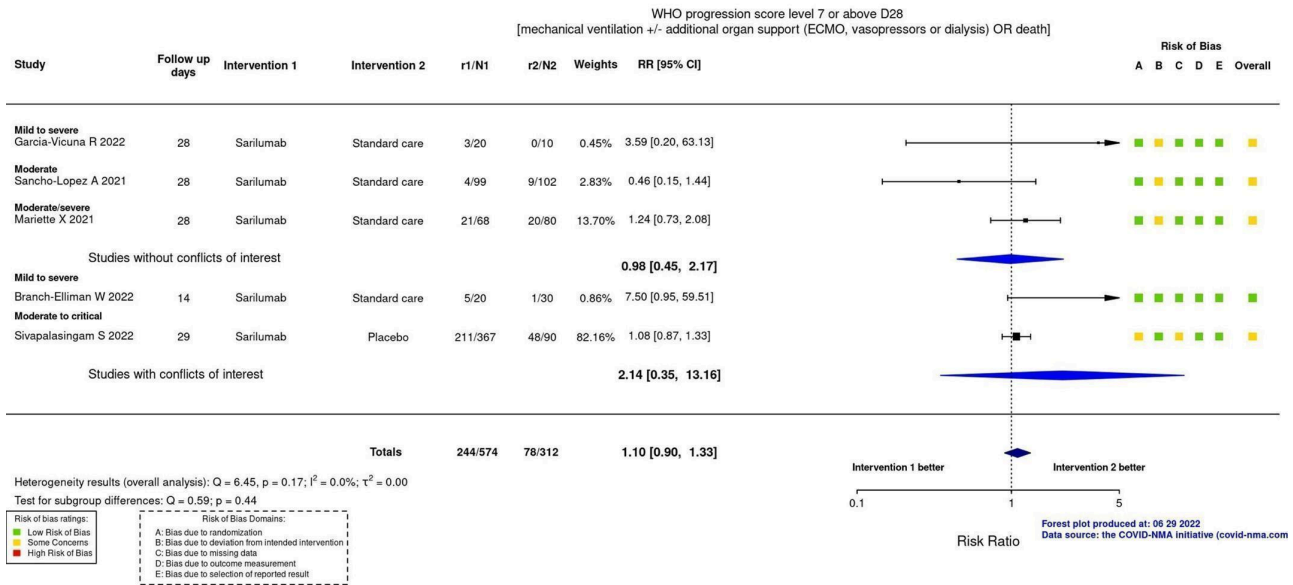 WHO progression score level 7 or above D28
[mechanical ventilation +/- additional organ support (ECMO, vasopressors or dialysis) OR death]
Risk of Bias
Study Follow up days Intervention 1 Intervention 2 r1/N1 r2/N2 Weights RR [95% CI] A B C D E Overall
Mild to severe
Garcia-Vicuna R 2022 28 Sarilumab Standard care 3/20 0/10 0.45% 3.59 [0.20, 63.13]
Moderate
Sancho-Lopez A 2021 28 Sarilumab Standard care 4/99 9/102 2.83% 0.46 [0.15, 1.44]
Moderate/severe
Mariette X 2021 28 Sarilumab Standard care 21/68 20/80 13.70% 1.24 [0.73, 2.08]
Studies without conflicts of interest 0.98 [0.45, 2.17]
Mild to severe
Branch-Elliman W 2022 14 Sarilumab Standard care 5/20 1/30 0.86% 7.50 [0.95, 59.51]
Moderate to critical
Sivapalasingam S 2022 29 Sarilumab Placebo 211/367 48/90 82.16% 1.08 [0.87, 1.33]
Studies with conflicts of interest 2.14 [0.35, 13.16]
Totals 244/574 78/312 1.10 [0.90, 1.33]
Intervention 1 better Intervention 2 better
Heterogeneity results (overall analysis): Q = 6.45, p = 0.17; I² = 0.0%; τ² = 0.00
Test for subgroup differences: Q = 0.59; p = 0.44
0.1 1 5
Risk Ratio
Risk of bias ratings:
Low Risk of Bias
Some Concerns
High Risk of Bias
Risk of Bias Domains:
A: Bias due to randomization
B: Bias due to deviation from intended intervention
C: Bias due to missing data
D: Bias due to outcome measurement
E: Bias due to selection of reported result
Forest plot produced at: 06 29 2022
Data source: the COVID-NMA initiative (covid-nma.com